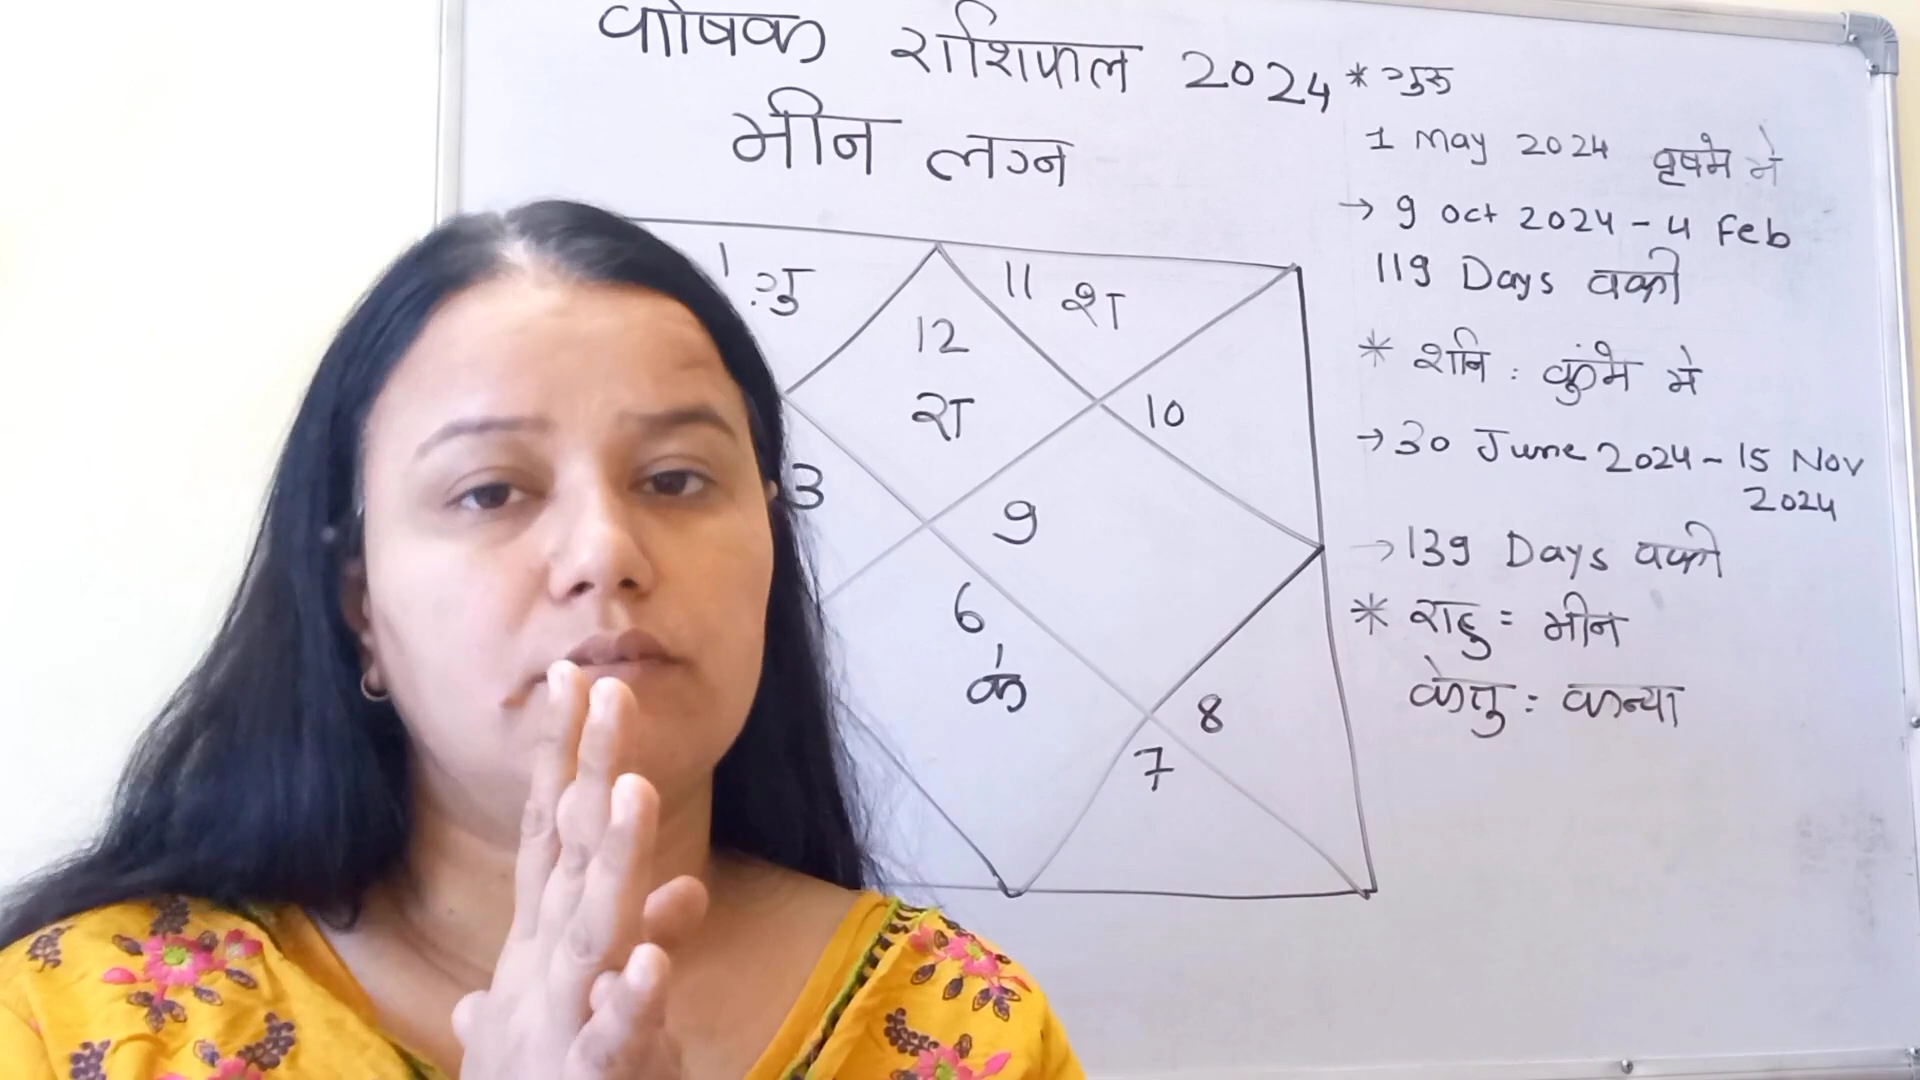 वार्षिक राशिफल 2024
मीन लग्न
* गुरु
1 May 2024 वृषभ में
→ 9 Oct 2024 - 4 Feb
119 Days वक्री
* शनि : कुंभ में
→ 30 June 2024 - 15 Nov
2024
→ 139 Days वक्री
* राहु = मीन
केतु : कन्या
1 गु
11 श
12
रा
10
3
9
6
के
8
7